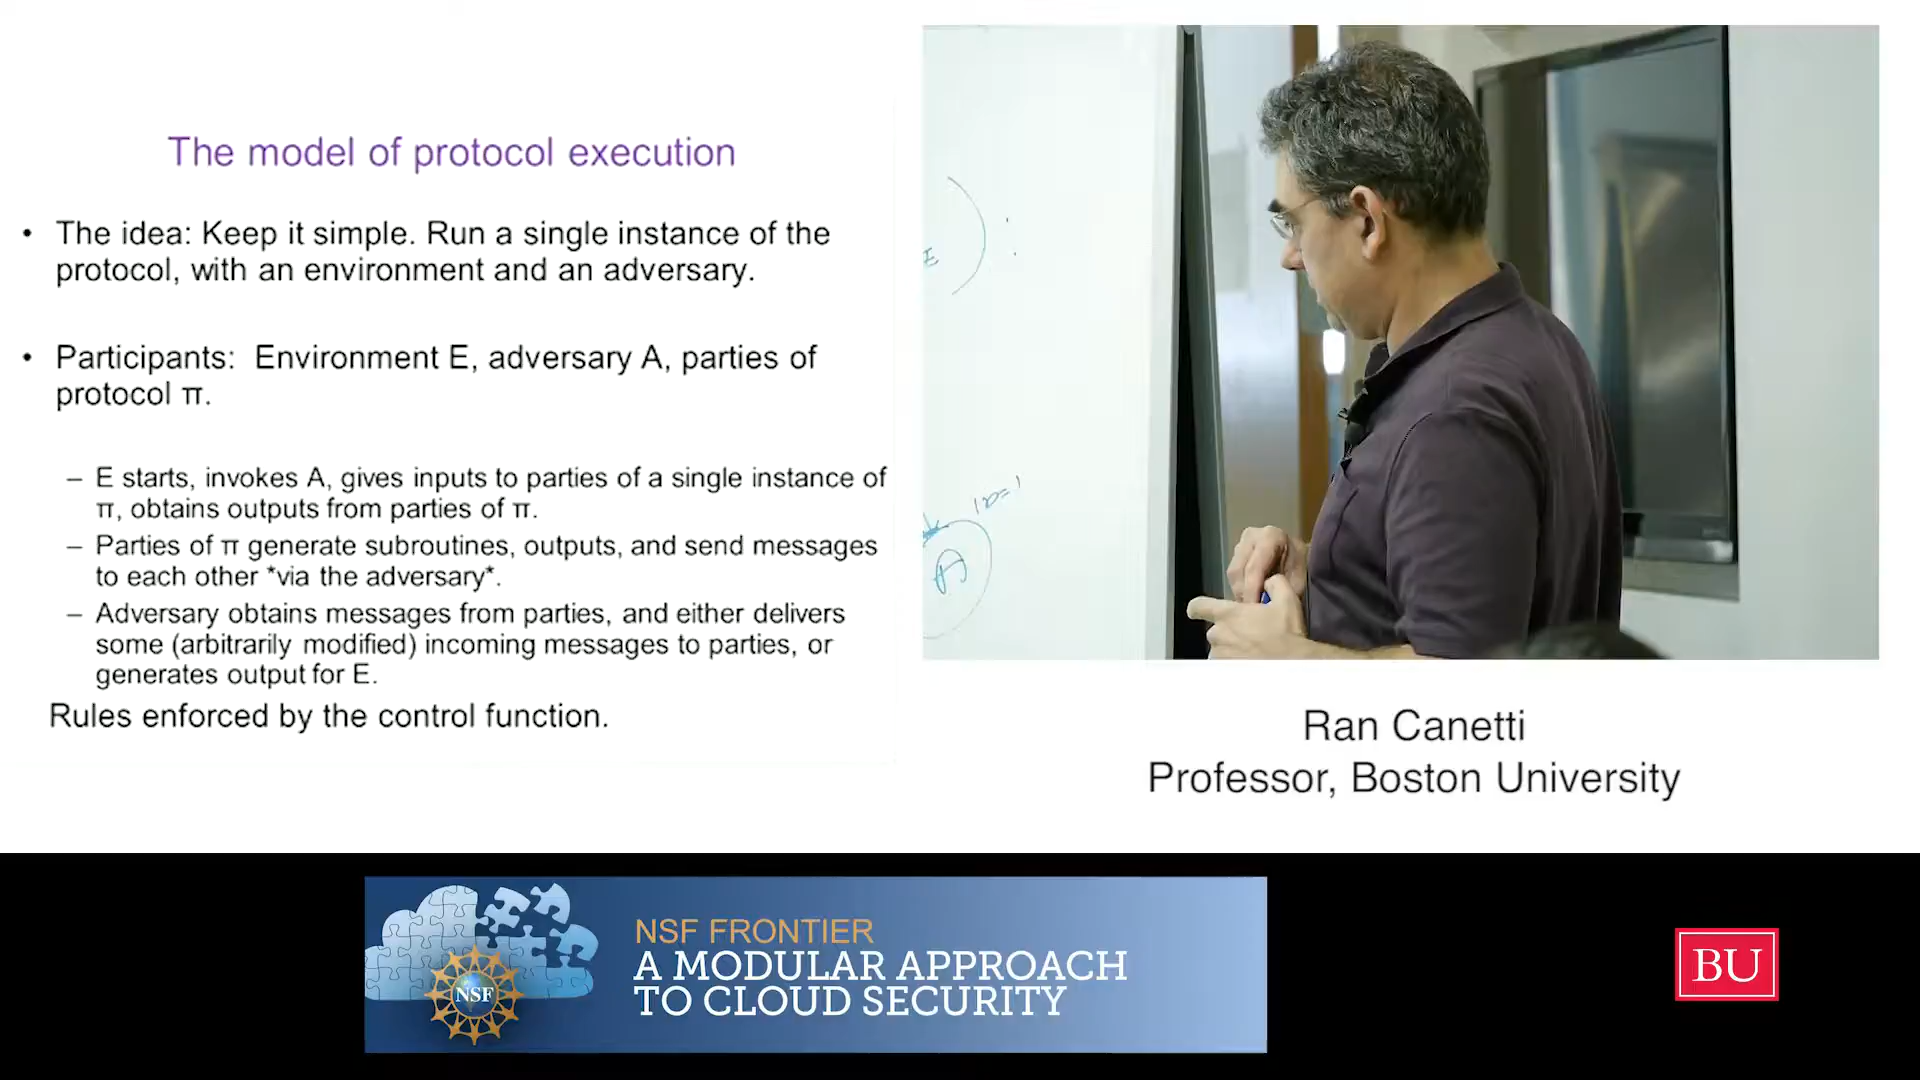 The model of protocol execution
• The idea: Keep it simple. Run a single instance of the
protocol, with an environment and an adversary.
• Participants:  Environment E, adversary A, parties of
protocol π.
– E starts, invokes A, gives inputs to parties of a single instance of
π, obtains outputs from parties of π.
– Parties of π generate subroutines, outputs, and send messages
to each other *via the adversary*.
– Adversary obtains messages from parties, and either delivers
some (arbitrarily modified) incoming messages to parties, or
generates output for E.
Rules enforced by the control function.
E
ID=1
A
Ran Canetti
Professor, Boston University
NSF
NSF FRONTIER
A MODULAR APPROACH
TO CLOUD SECURITY
BU